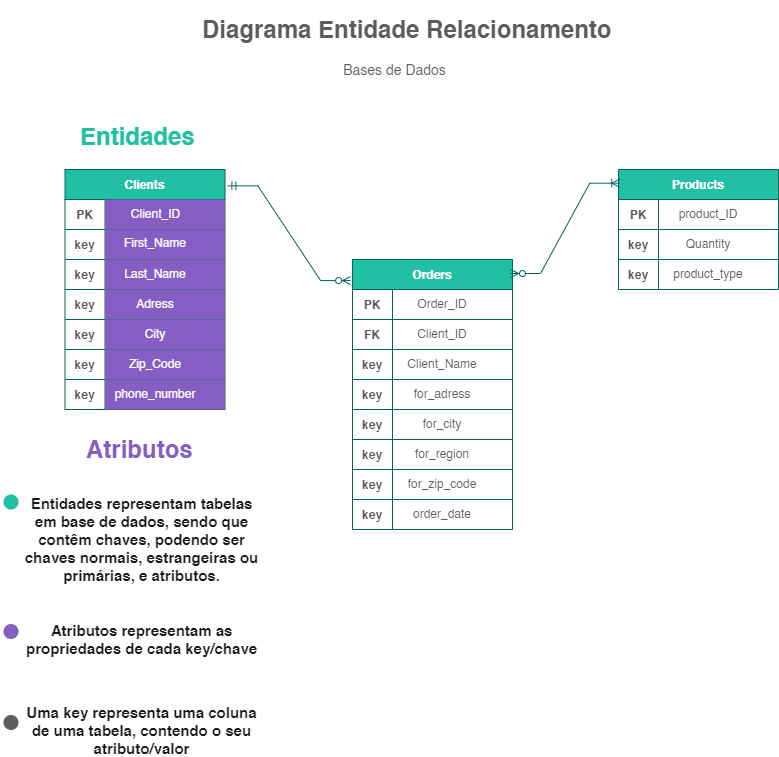 Diagrama Entidade Relacionamento
Bases de Dados
Entidades
Clients
PK Client_ID
key First_Name
key Last_Name
key Adress
key City
key Zip_Code
key phone_number
Orders
PK Order_ID
FK Client_ID
key Client_Name
key for_adress
key for_city
key for_region
key for_zip_code
key order_date
Products
PK product_ID
key Quantity
key product_type
Atributos
Entidades representam tabelas
em base de dados, sendo que
contêm chaves, podendo ser
chaves normais, estrangeiras ou
primárias, e atributos.
Atributos representam as
propriedades de cada key/chave
Uma key representa uma coluna
de uma tabela, contendo o seu
atributo/valor